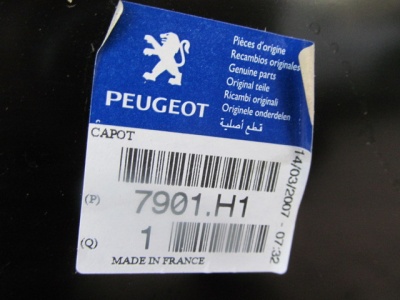 Pièces d'origine
Recambios originales
Genuine parts
Original teile
Ricambi originali
Originele onderdelen
قطع أصلية
PEUGEOT
CAPOT
(P) 7901.H1
(Q) 1
MADE IN FRANCE
14/03/2007 - 07:32